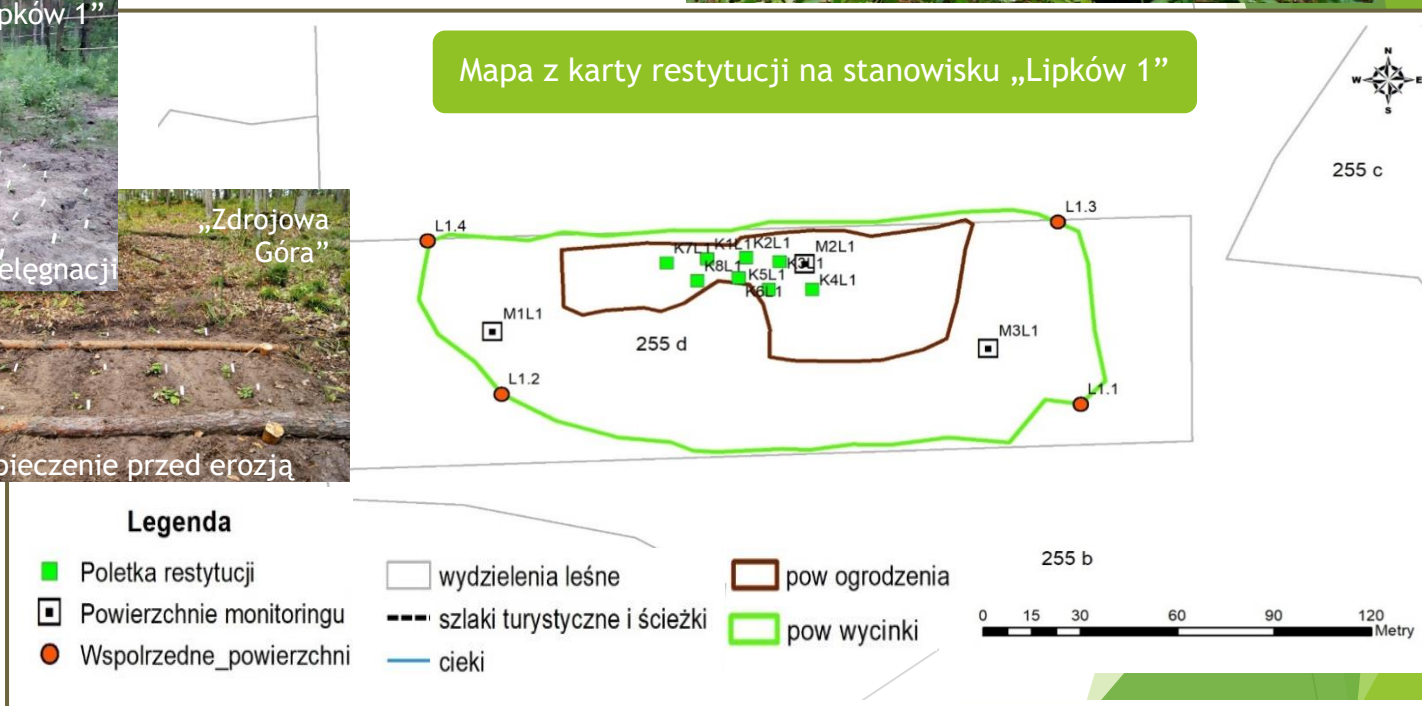 pków 1”
Mapa z karty restytucji na stanowisku „Lipków 1”
N
W
E
S
255 c
„Zdrojowa
Góra”
elęgnacji
pieczenie przed erozją
L1.4
L1.3
K7L1
K1L1
K2L1
M2L1
K8L1
K3L1
K5L1
K4L1
K6L1
M1L1
255 d
M3L1
L1.2
L1.1
255 b
Legenda
Poletka restytucji
Powierzchnie monitoringu
Wspolrzedne_powierzchni
wydzielenia leśne
szlaki turystyczne i ścieżki
cieki
pow ogrodzenia
pow wycinki
0 15 30 60 90 120
Metry